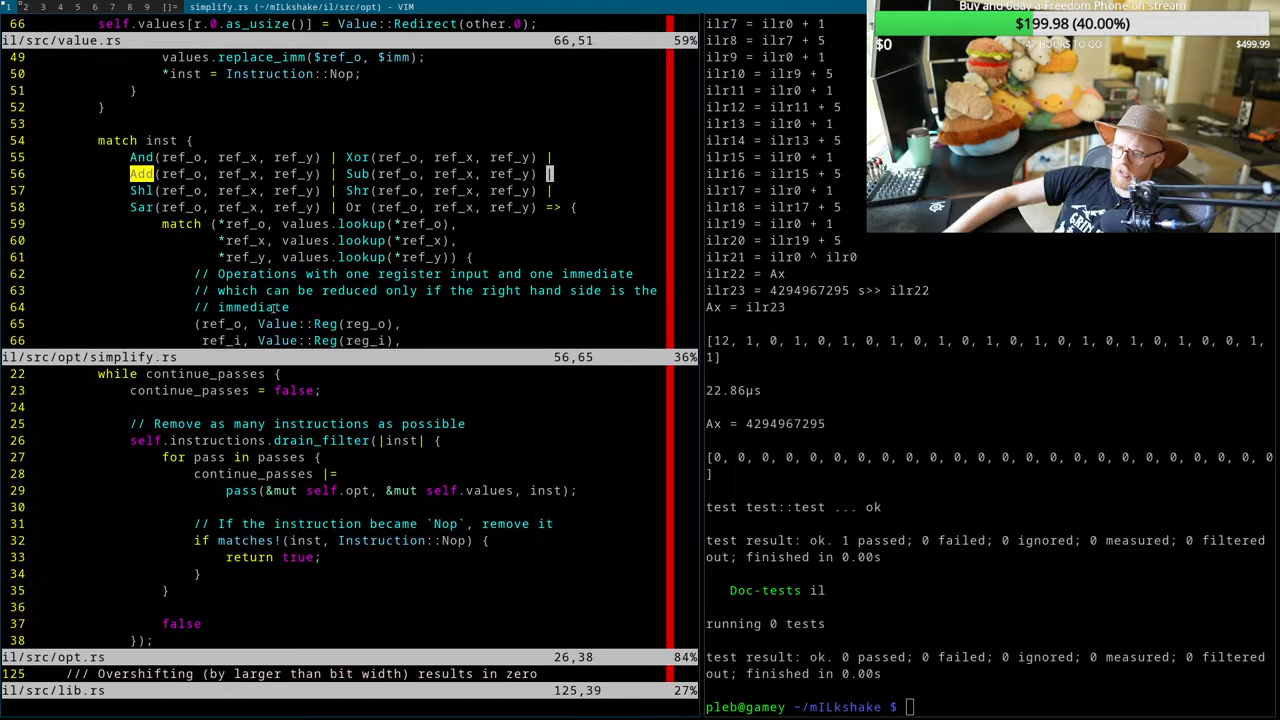 1 2 3 4 5 6 7 8 9 []= simplify.rs (~/mILkshake/il/src/opt) - VIM
66 self.values[r.0.as_usize()] = Value::Redirect(other.0);
il/src/value.rs 66,51 59%
49 values.replace_imm($ref_o, $imm);
50 *inst = Instruction::Nop;
51 }
52 }
53
54 match inst {
55 And(ref_o, ref_x, ref_y) | Xor(ref_o, ref_x, ref_y) |
56 Add(ref_o, ref_x, ref_y) | Sub(ref_o, ref_x, ref_y) |
57 Shl(ref_o, ref_x, ref_y) | Shr(ref_o, ref_x, ref_y) |
58 Sar(ref_o, ref_x, ref_y) | Or (ref_o, ref_x, ref_y) => {
59 match (*ref_o, values.lookup(*ref_o),
60 *ref_x, values.lookup(*ref_x),
61 *ref_y, values.lookup(*ref_y)) {
62 // Operations with one register input and one immediate
63 // which can be reduced only if the right hand side is the
64 // immediate
65 (ref_o, Value::Reg(reg_o),
66 ref_i, Value::Reg(reg_i),
il/src/opt/simplify.rs 56,65 36%
22 while continue_passes {
23 continue_passes = false;
24
25 // Remove as many instructions as possible
26 self.instructions.drain_filter(|inst| {
27 for pass in passes {
28 continue_passes |=
29 pass(&mut self.opt, &mut self.values, inst);
30
31 // If the instruction became `Nop`, remove it
32 if matches!(inst, Instruction::Nop) {
33 return true;
34 }
35 }
36
37 false
38 });
il/src/opt.rs 26,38 84%
125 /// Overshifting (by larger than bit width) results in zero
il/src/lib.rs 125,39 27%
ilr7 = ilr0 + 1
ilr8 = ilr7 + 5
ilr9 = ilr0 + 1
ilr10 = ilr9 + 5
ilr11 = ilr0 + 1
ilr12 = ilr11 + 5
ilr13 = ilr0 + 1
ilr14 = ilr13 + 5
ilr15 = ilr0 + 1
ilr16 = ilr15 + 5
ilr17 = ilr0 + 1
ilr18 = ilr17 + 5
ilr19 = ilr0 + 1
ilr20 = ilr19 + 5
ilr21 = ilr0 ^ ilr0
ilr22 = Ax
ilr23 = 4294967295 s>> ilr22
Ax = ilr23
[12, 1, 0, 1, 0, 1, 0, 1, 0, 1, 0, 1, 0, 1, 0, 1, 0, 1, 0, 1, 0, 1,
1]
22.86µs
Ax = 4294967295
[0, 0, 0, 0, 0, 0, 0, 0, 0, 0, 0, 0, 0, 0, 0, 0, 0, 0, 0, 0, 0, 0, 0
]
test test::test ... ok
test result: ok. 1 passed; 0 failed; 0 ignored; 0 measured; 0 filtered
out; finished in 0.00s
Doc-tests il
running 0 tests
test result: ok. 0 passed; 0 failed; 0 ignored; 0 measured; 0 filtered
out; finished in 0.00s
pleb@gamey ~/mILkshake $
Buy and 0day a Freedom Phone on stream
$199.98 (40.00%)
$0 47 HOURS TO GO $499.99